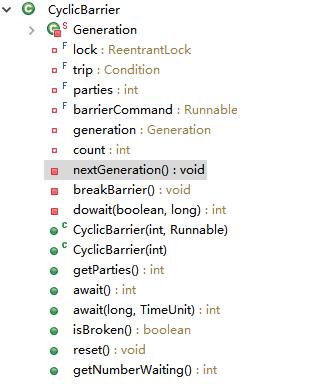 CyclicBarrier
S Generation
F lock : ReentrantLock
F trip : Condition
F parties : int
F barrierCommand : Runnable
generation : Generation
count : int
nextGeneration() : void
breakBarrier() : void
dowait(boolean, long) : int
C CyclicBarrier(int, Runnable)
C CyclicBarrier(int)
getParties() : int
await() : int
await(long, TimeUnit) : int
isBroken() : boolean
reset() : void
getNumberWaiting() : int